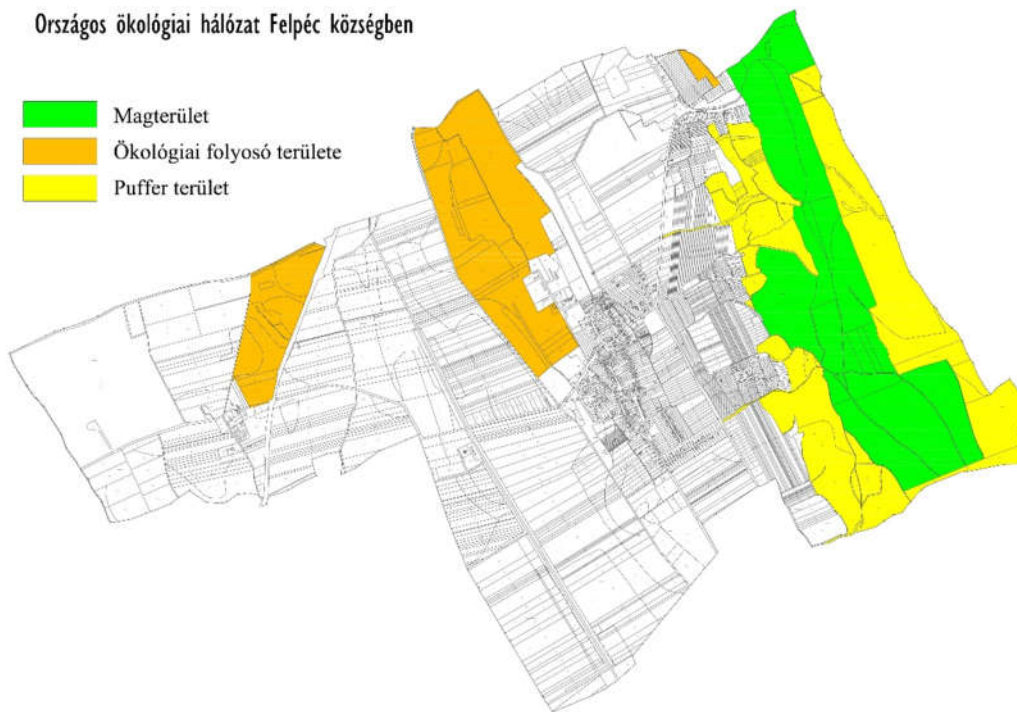 Országos ökológiai hálózat Felpéc községben
Magterület
Ökológiai folyosó területe
Puffer terület